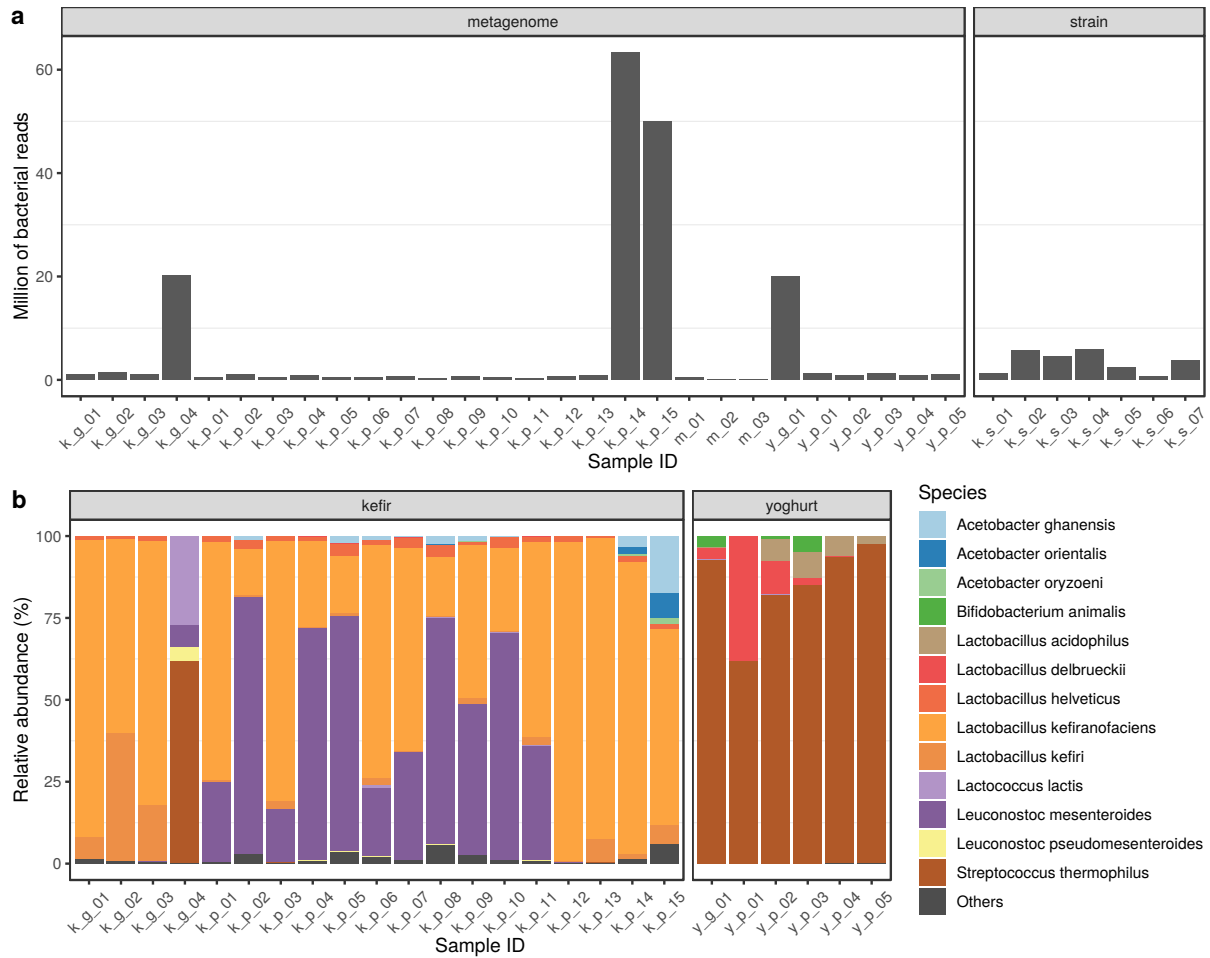 a
metagenome
strain
Million of bacterial reads
60
40
20
0
k_g_01
k_g_02
k_g_03
k_g_04
k_p_01
k_p_02
k_p_03
k_p_04
k_p_05
k_p_06
k_p_07
k_p_08
k_p_09
k_p_10
k_p_11
k_p_12
k_p_13
k_p_14
k_p_15
m_01
m_02
m_03
y_g_01
y_p_01
y_p_02
y_p_03
y_p_04
y_p_05
k_s_01
k_s_02
k_s_03
k_s_04
k_s_05
k_s_06
k_s_07
Sample ID
b
kefir
yoghurt
Relative abundance (%)
100
75
50
25
0
k_g_01
k_g_02
k_g_03
k_g_04
k_p_01
k_p_02
k_p_03
k_p_04
k_p_05
k_p_06
k_p_07
k_p_08
k_p_09
k_p_10
k_p_11
k_p_12
k_p_13
k_p_14
k_p_15
y_g_01
y_p_01
y_p_02
y_p_03
y_p_04
y_p_05
Sample ID
Species
Acetobacter ghanensis
Acetobacter orientalis
Acetobacter oryzoeni
Bifidobacterium animalis
Lactobacillus acidophilus
Lactobacillus delbrueckii
Lactobacillus helveticus
Lactobacillus kefiranofaciens
Lactobacillus kefiri
Lactococcus lactis
Leuconostoc mesenteroides
Leuconostoc pseudomesenteroides
Streptococcus thermophilus
Others